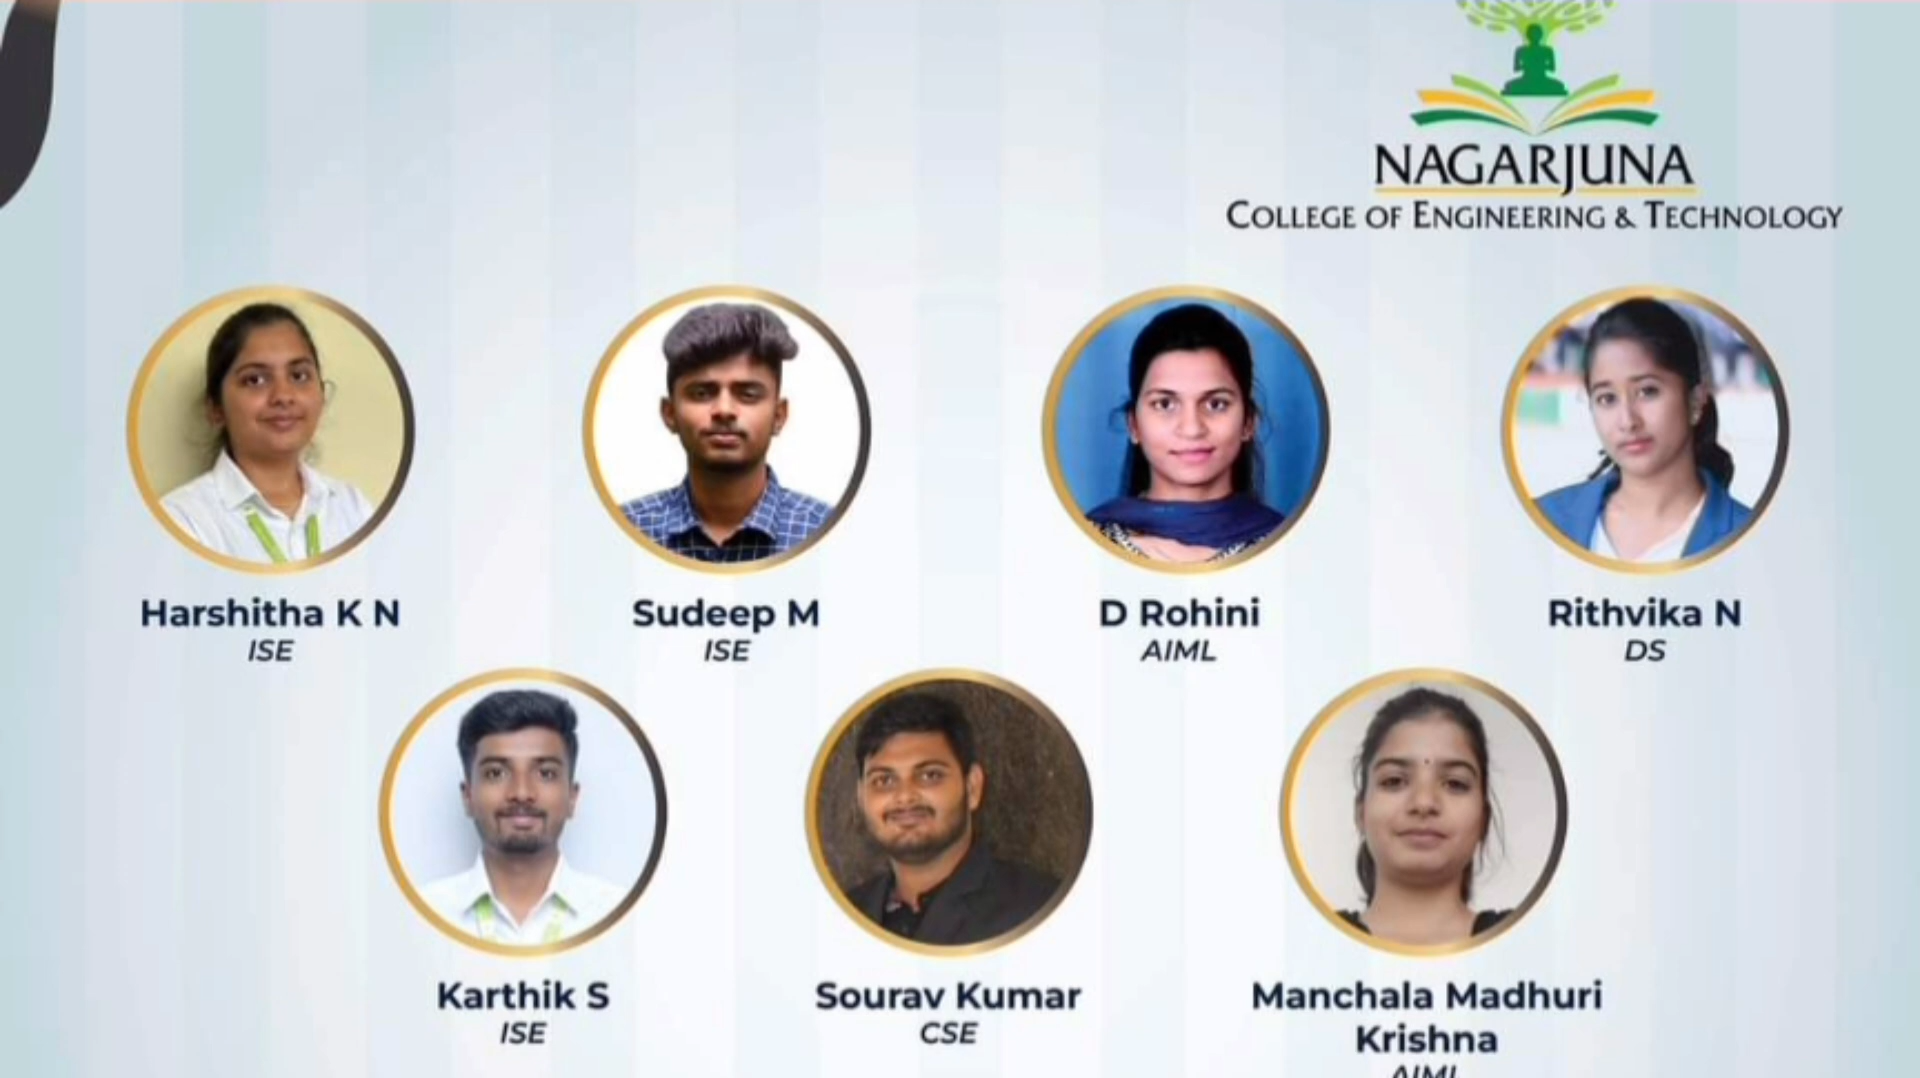 NAGARJUNA
COLLEGE OF ENGINEERING & TECHNOLOGY
Harshitha K N
ISE
Sudeep M
ISE
D Rohini
AIML
Rithvika N
DS
Karthik S
ISE
Sourav Kumar
CSE
Manchala Madhuri
Krishna
AIML